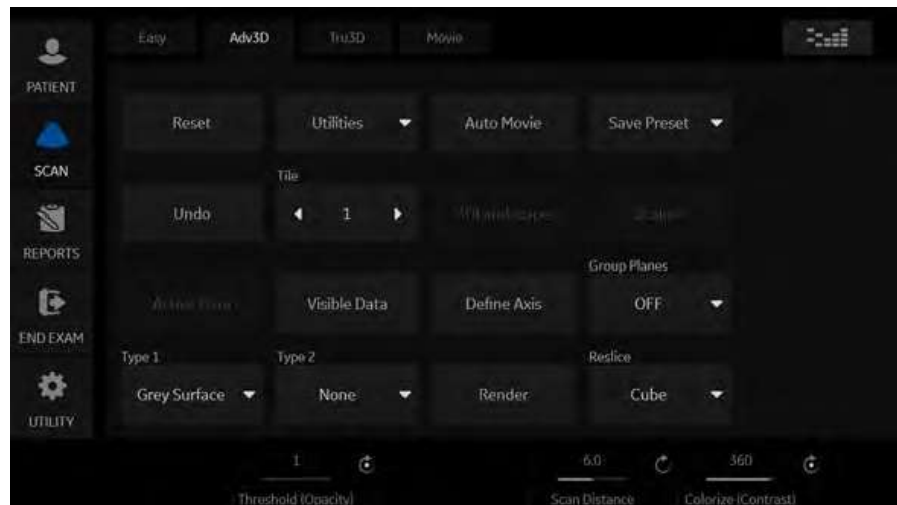 Easy Adv3D Tru3D Movie
PATIENT
Reset Utilities Auto Movie Save Preset
SCAN
Tile
Undo 1
REPORTS
Group Planes
Visible Data Define Axis OFF
END EXAM
Type 1 Type 2 Reslice
Grey Surface None Render Cube
UTILITY
1 6.0 360
Threshold (Opacity) Scan Distance Colorize (Contrast)